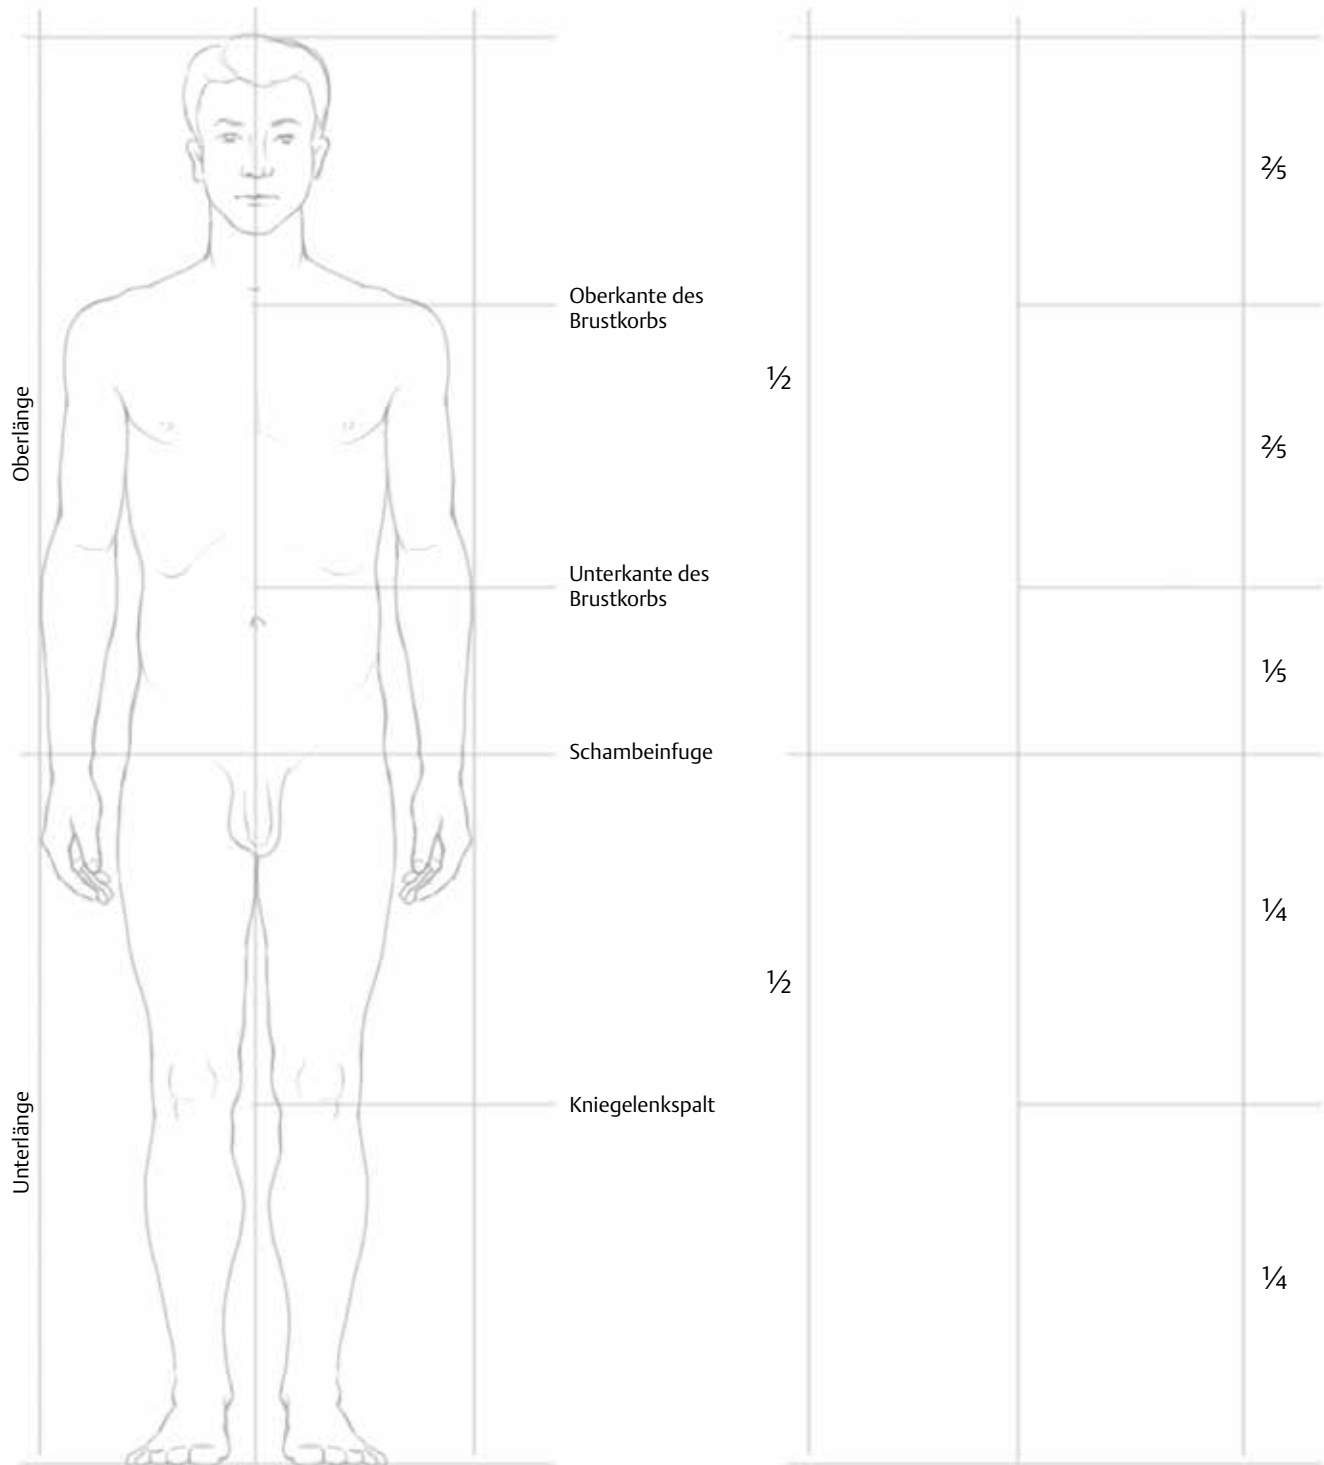 ⅖
Oberkante des
Brustkorbs
½
Oberlänge
⅖
Unterkante des
Brustkorbs
⅕
Schambeinfuge
¼
½
Kniegelenkspalt
Unterlänge
¼